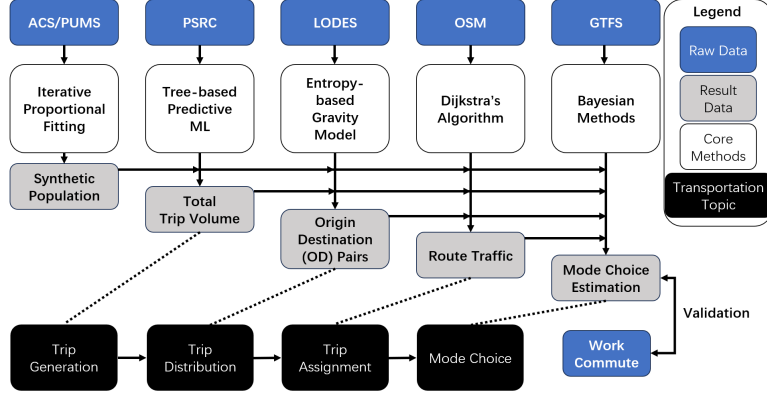 ACS/PUMS
PSRC
LODES
OSM
GTFS
Legend
Raw Data
Result
Data
Core
Methods
Transportation
Topic
Iterative
Proportional
Fitting
Tree-based
Predictive
ML
Entropy-
based
Gravity
Model
Dijkstra's
Algorithm
Bayesian
Methods
Synthetic
Population
Total
Trip Volume
Origin
Destination
(OD) Pairs
Route Traffic
Mode Choice
Estimation
Validation
Work
Commute
Trip
Generation
Trip
Distribution
Trip
Assignment
Mode Choice